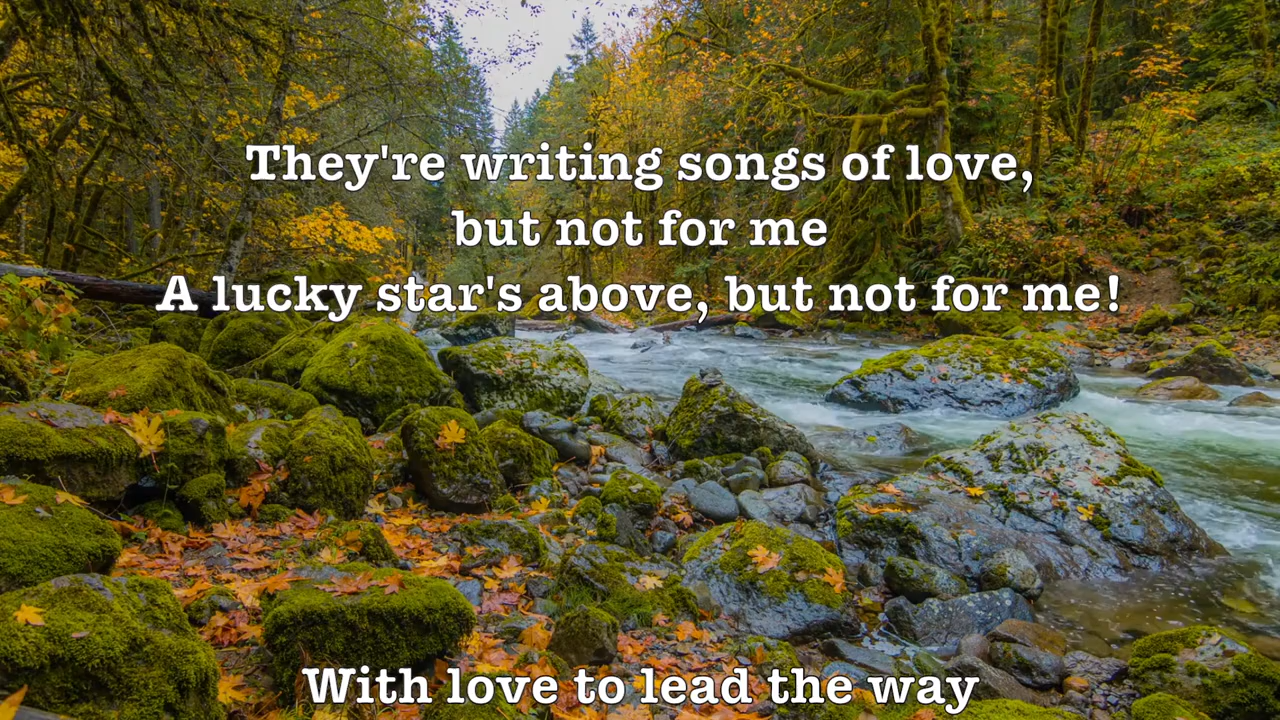 They're writing songs of love,
but not for me
A lucky star's above, but not for me!
With love to lead the way